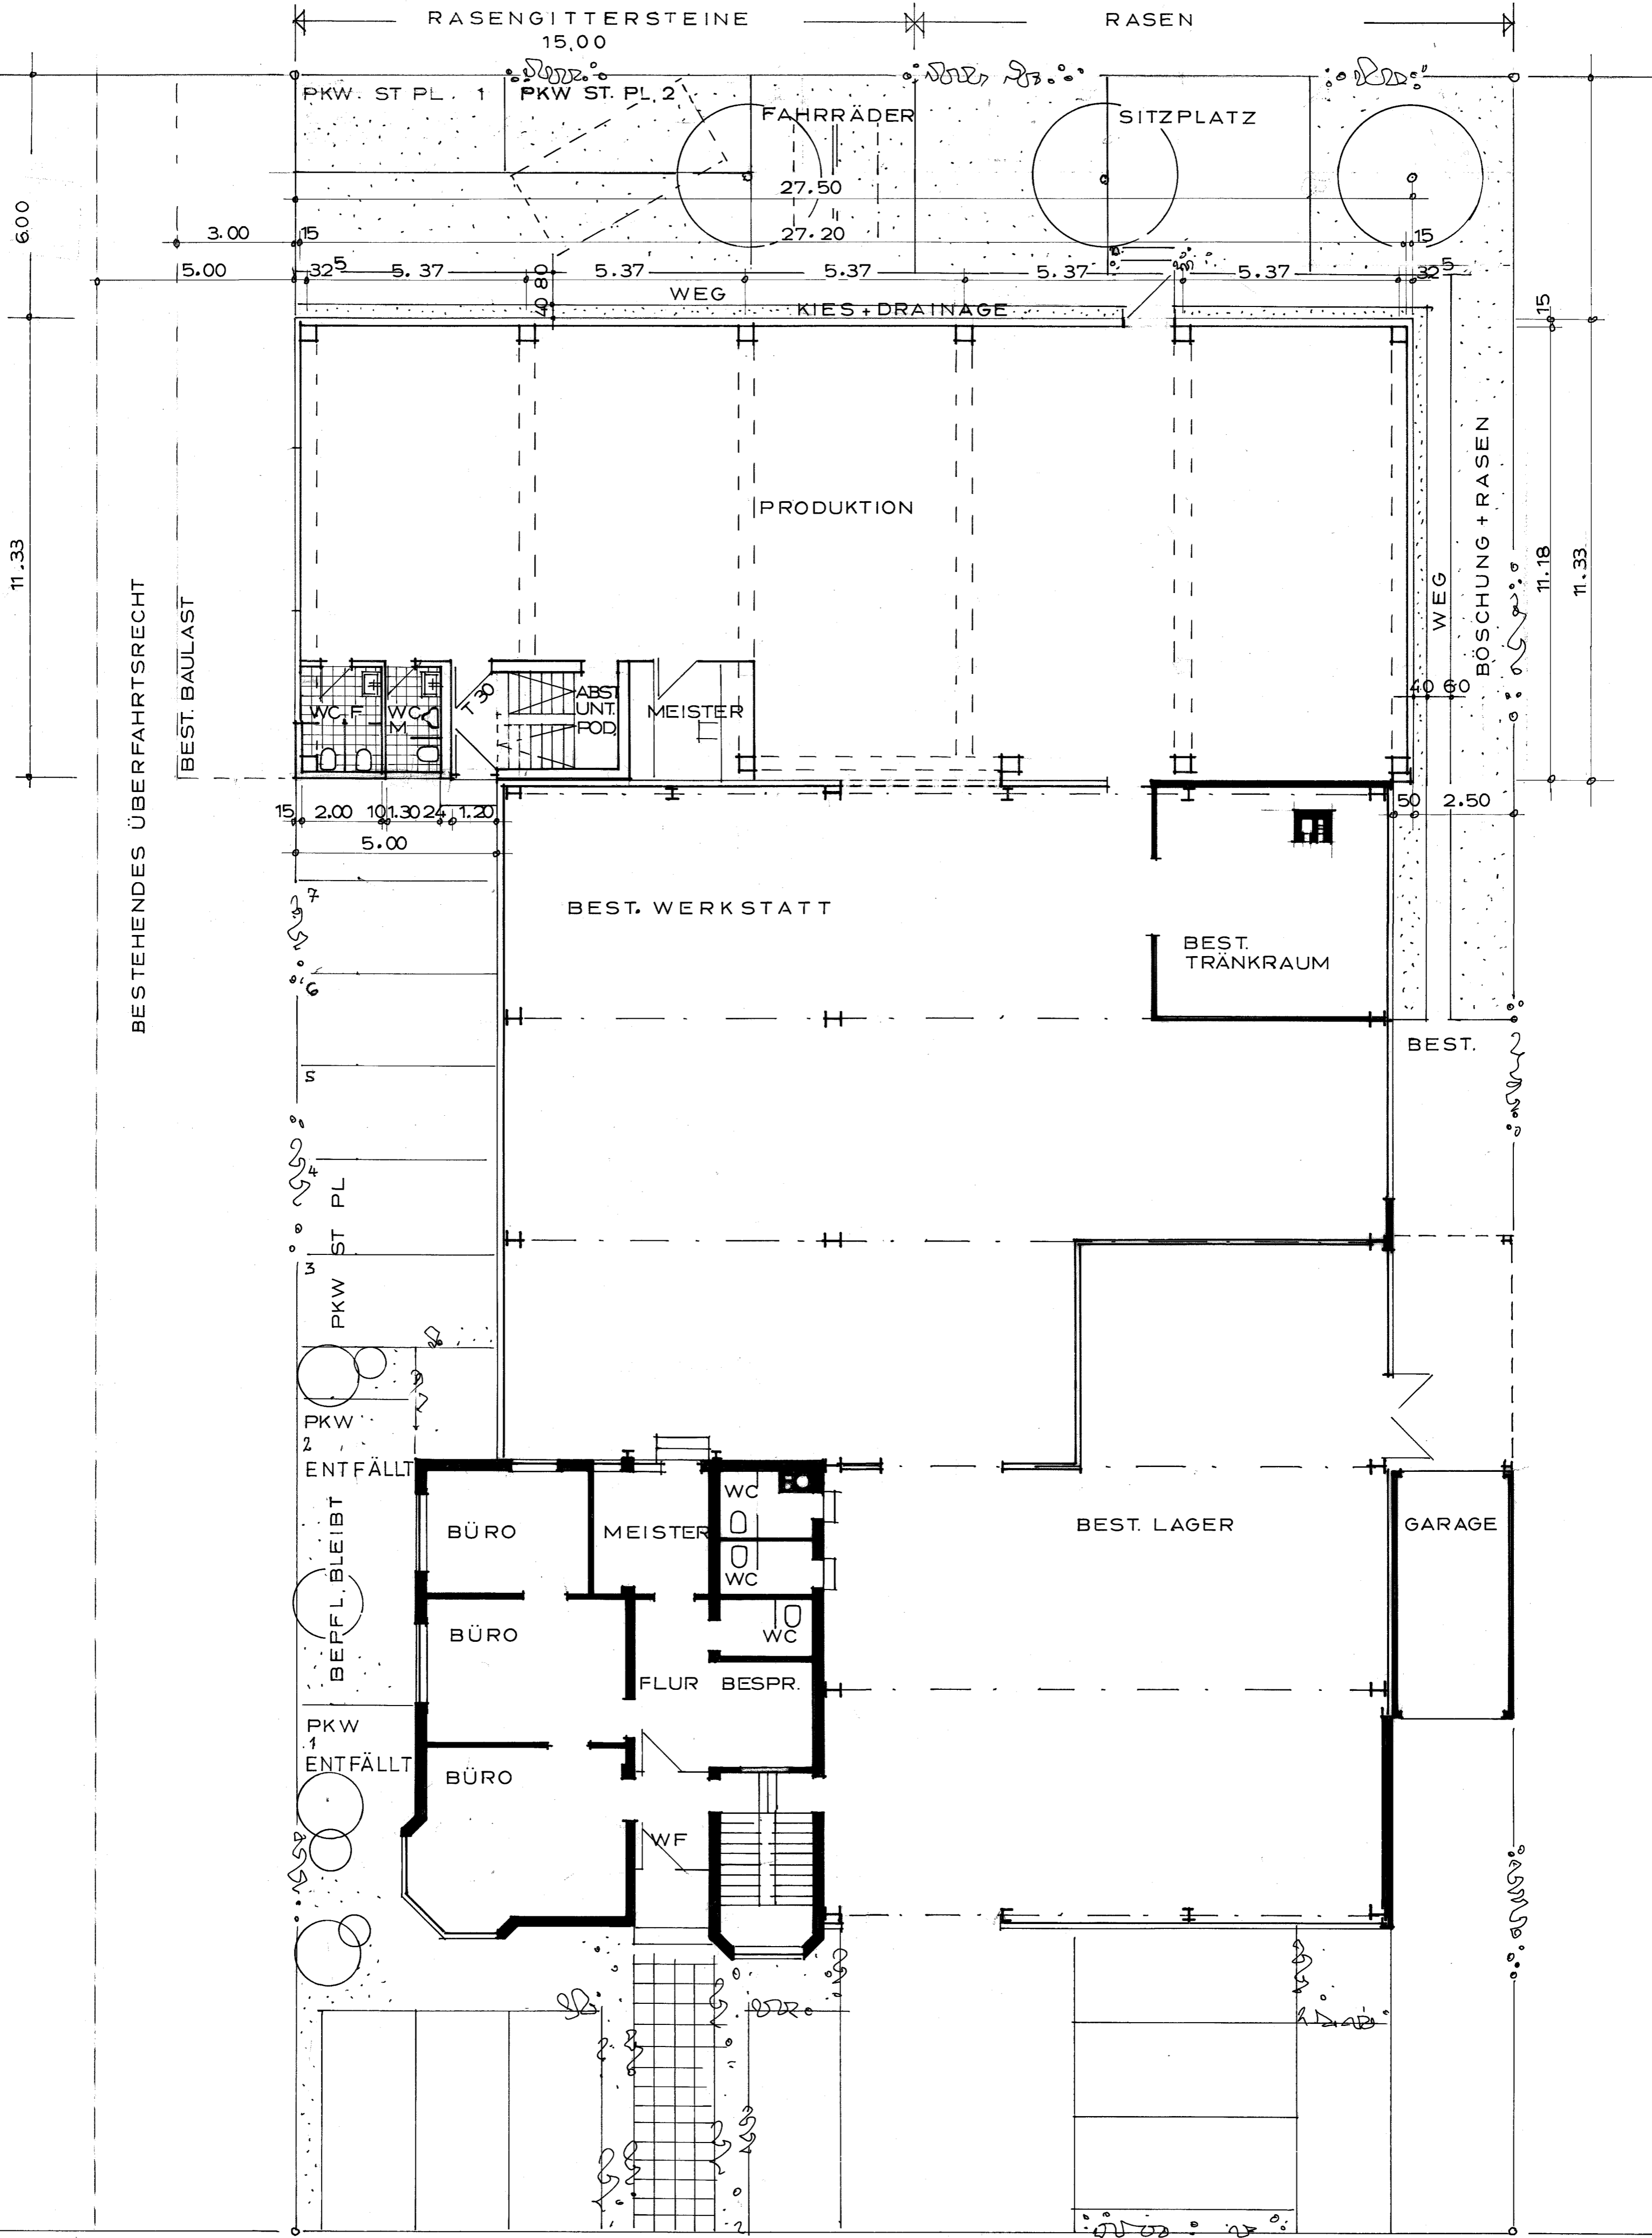 RASENGITTERSTEINE
15,00
RASEN
PKW. ST PL. 1
PKW ST. PL. 2
FAHRRÄDER
SITZPLATZ
27.50
27.20
6.00
3.00
15
15
5.00
32⁵
5.37
40 80
5.37
5.37
5.37
5.37
32⁵
WEG
KIES + DRAINAGE
15
PRODUKTION
11.33
11.18
11.33
BESTEHENDES ÜBERFAHRTSRECHT
BEST. BAULAST
WEG
BÖSCHUNG + RASEN
40 60
WC F
WC
M
T 30
ABST
UNT.
POD.
MEISTER
15
2.00
10
1.30
24
1.20
5.00
50
2.50
7
BEST. WERKSTATT
BEST.
TRÄNKRAUM
6
BEST.
5
4
PKW ST PL
3
PKW
2
ENTFÄLLT
BEPFL. BLEIBT
BÜRO
MEISTER
WC
WC
BEST. LAGER
GARAGE
BÜRO
WC
FLUR
BESPR.
PKW
1
ENTFÄLLT
BÜRO
WF